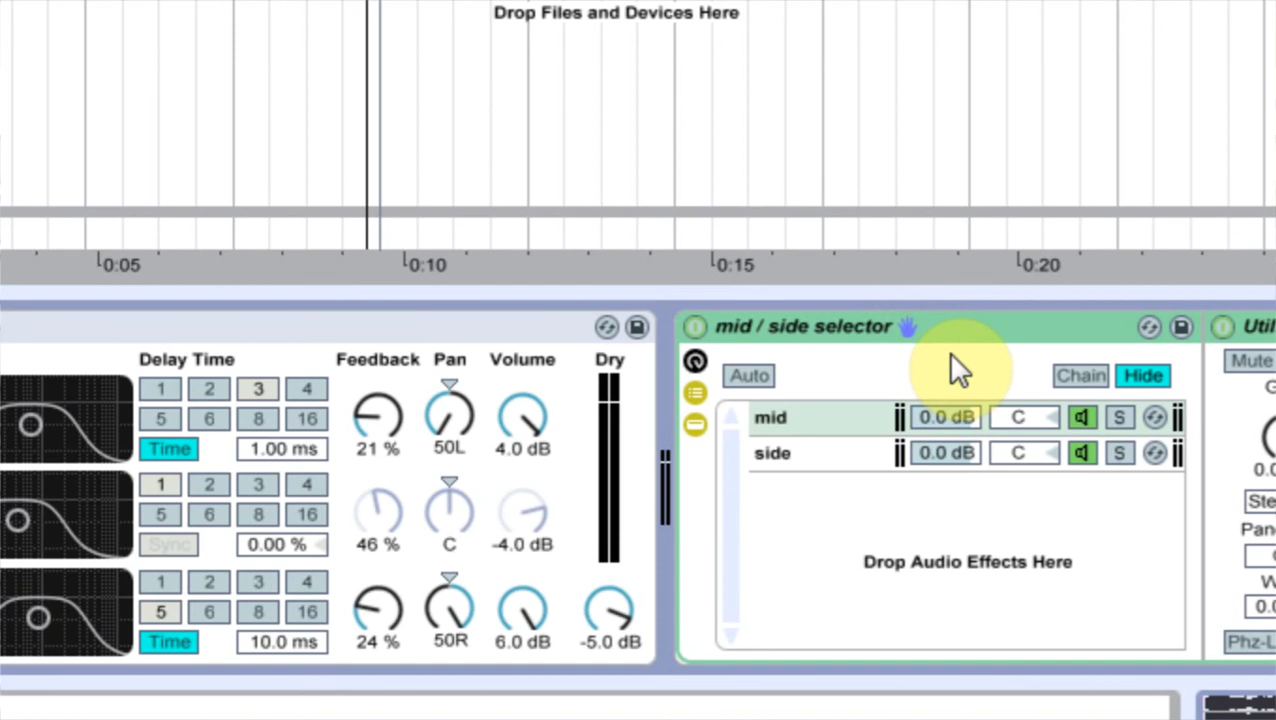 Drop Files and Devices Here
0:05 0:10 0:15 0:20
Delay Time Feedback Pan Volume Dry
1 2 3 4
5 6 8 16
Time 1.00 ms 21 % 50L 4.0 dB
1 2 3 4
5 6 8 16
Sync 0.00 % 46 % C -4.0 dB
1 2 3 4
5 6 8 16
Time 10.0 ms 24 % 50R 6.0 dB -5.0 dB
mid / side selector
Auto Chain Hide
mid 0.0 dB C S
side 0.0 dB C S
Drop Audio Effects Here
Mute
Phz-L